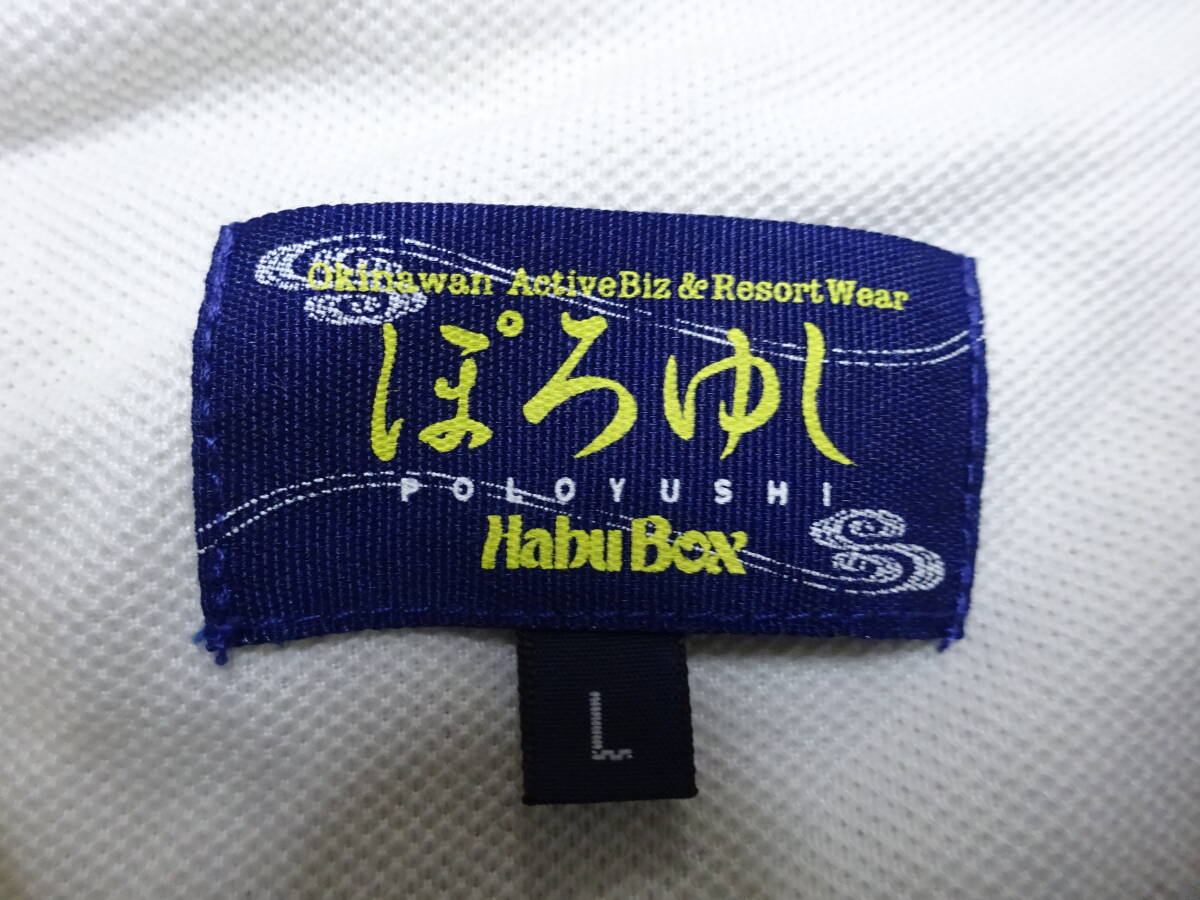 Okinawan ActiveBiz & Resort Wear
ぽろゆし
POLOYUSHI
HabuBox
L